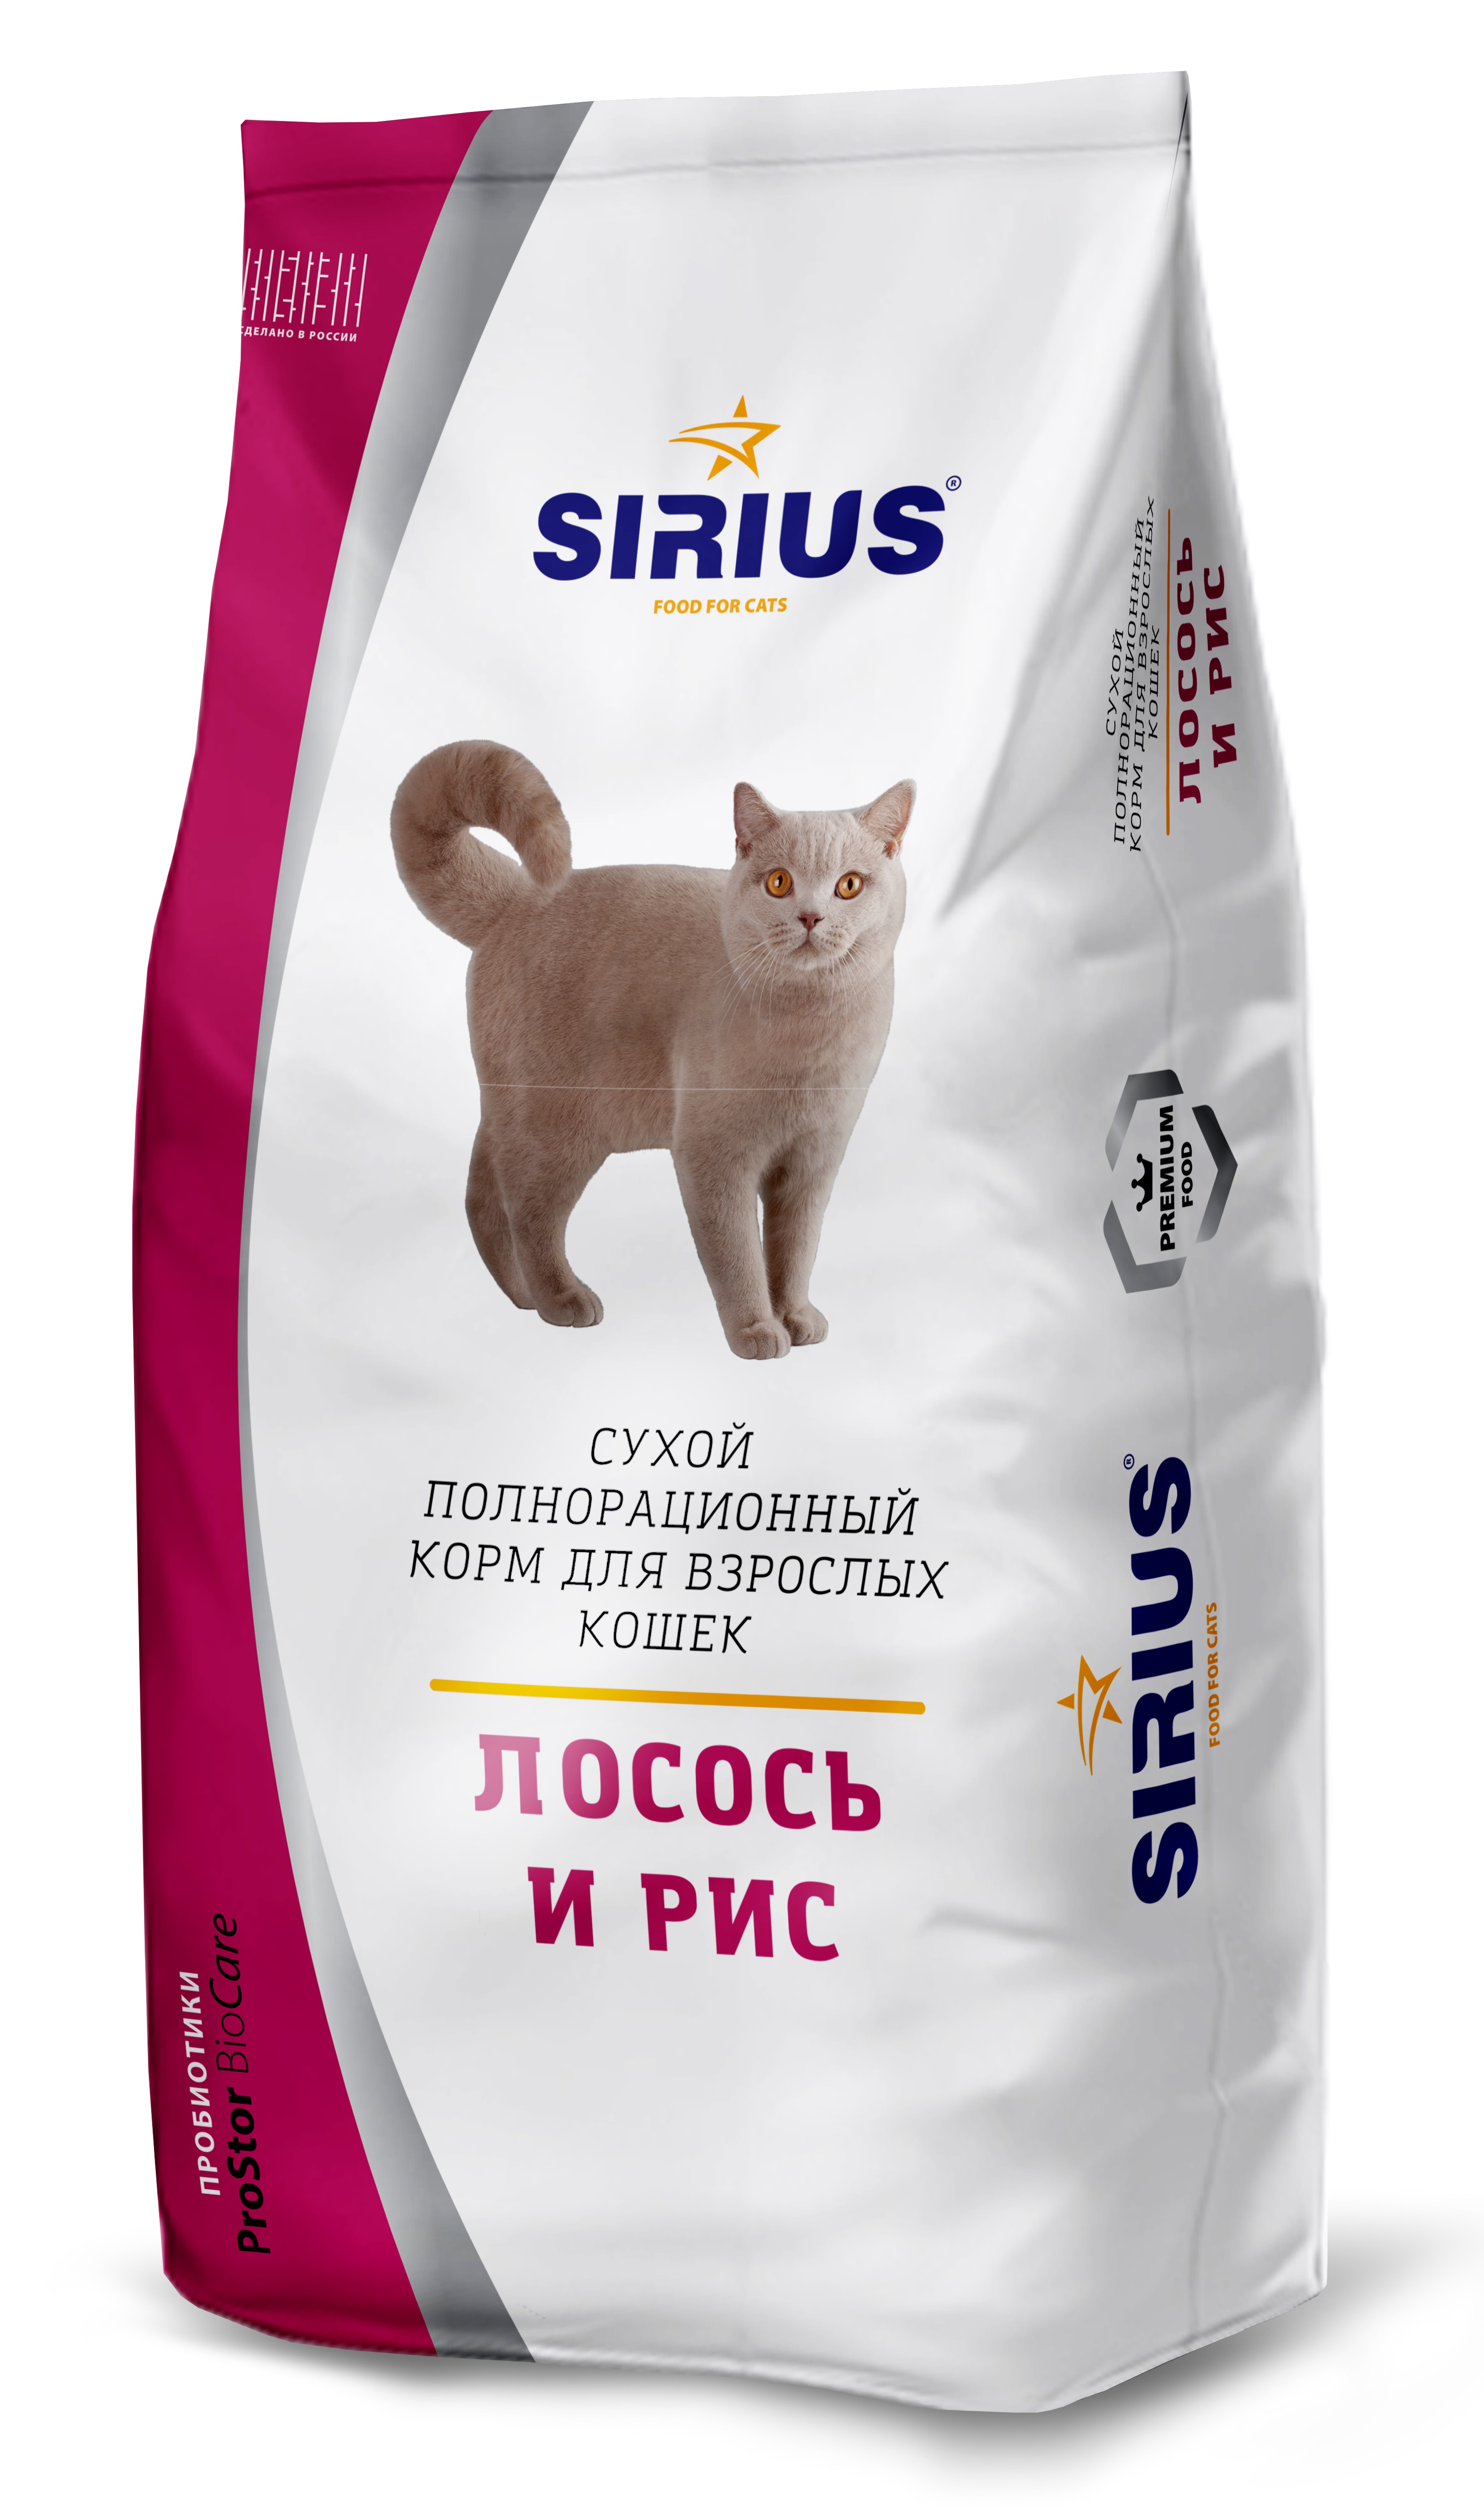 СДЕЛАНО В РОССИИ
SIRIUS®
FOOD FOR CATS
СУХОЙ
ПОЛНОРАЦИОННЫЙ
КОРМ ДЛЯ ВЗРОСЛЫХ
КОШЕК
ЛОСОСЬ
И РИС
ПРОБИОТИКИ
ProStor BioCare
СУХОЙ
ПОЛНОРАЦИОННЫЙ
КОРМ ДЛЯ ВЗРОСЛЫХ
КОШЕК
ЛОСОСЬ
И РИС
PREMIUM
FOOD
SIRIUS®
FOOD FOR CATS